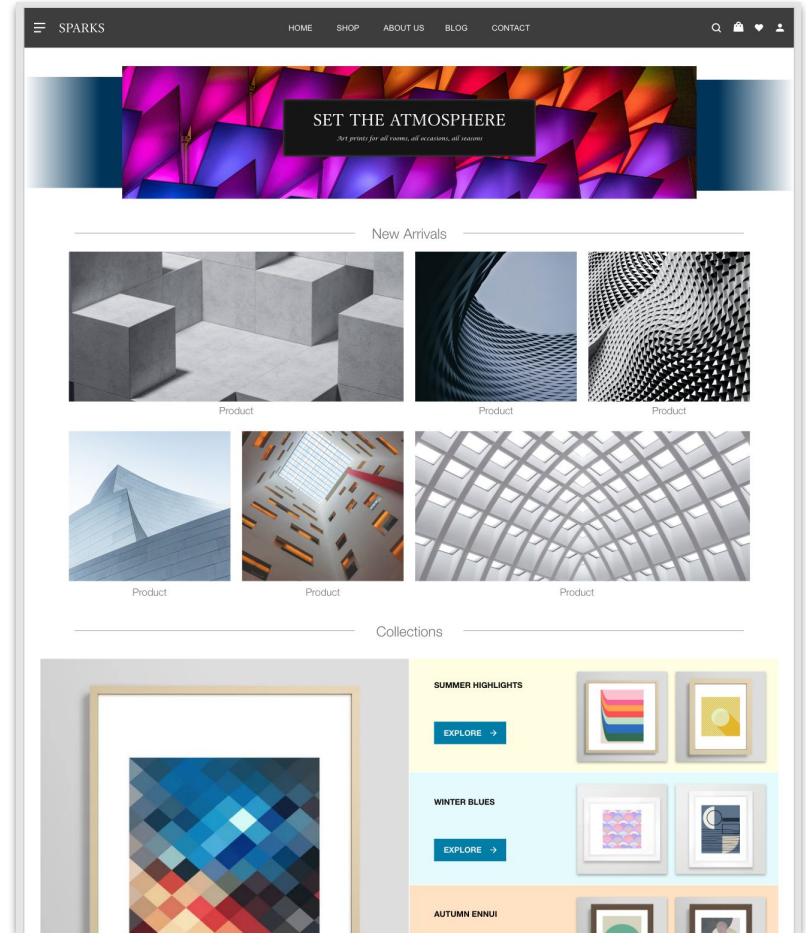 SPARKS
HOME SHOP ABOUT US BLOG CONTACT
SET THE ATMOSPHERE
Art prints for all rooms, all occasions, all seasons
New Arrivals
Product Product Product
Product Product Product
Collections
SUMMER HIGHLIGHTS
EXPLORE →
WINTER BLUES
EXPLORE →
AUTUMN ENNUI